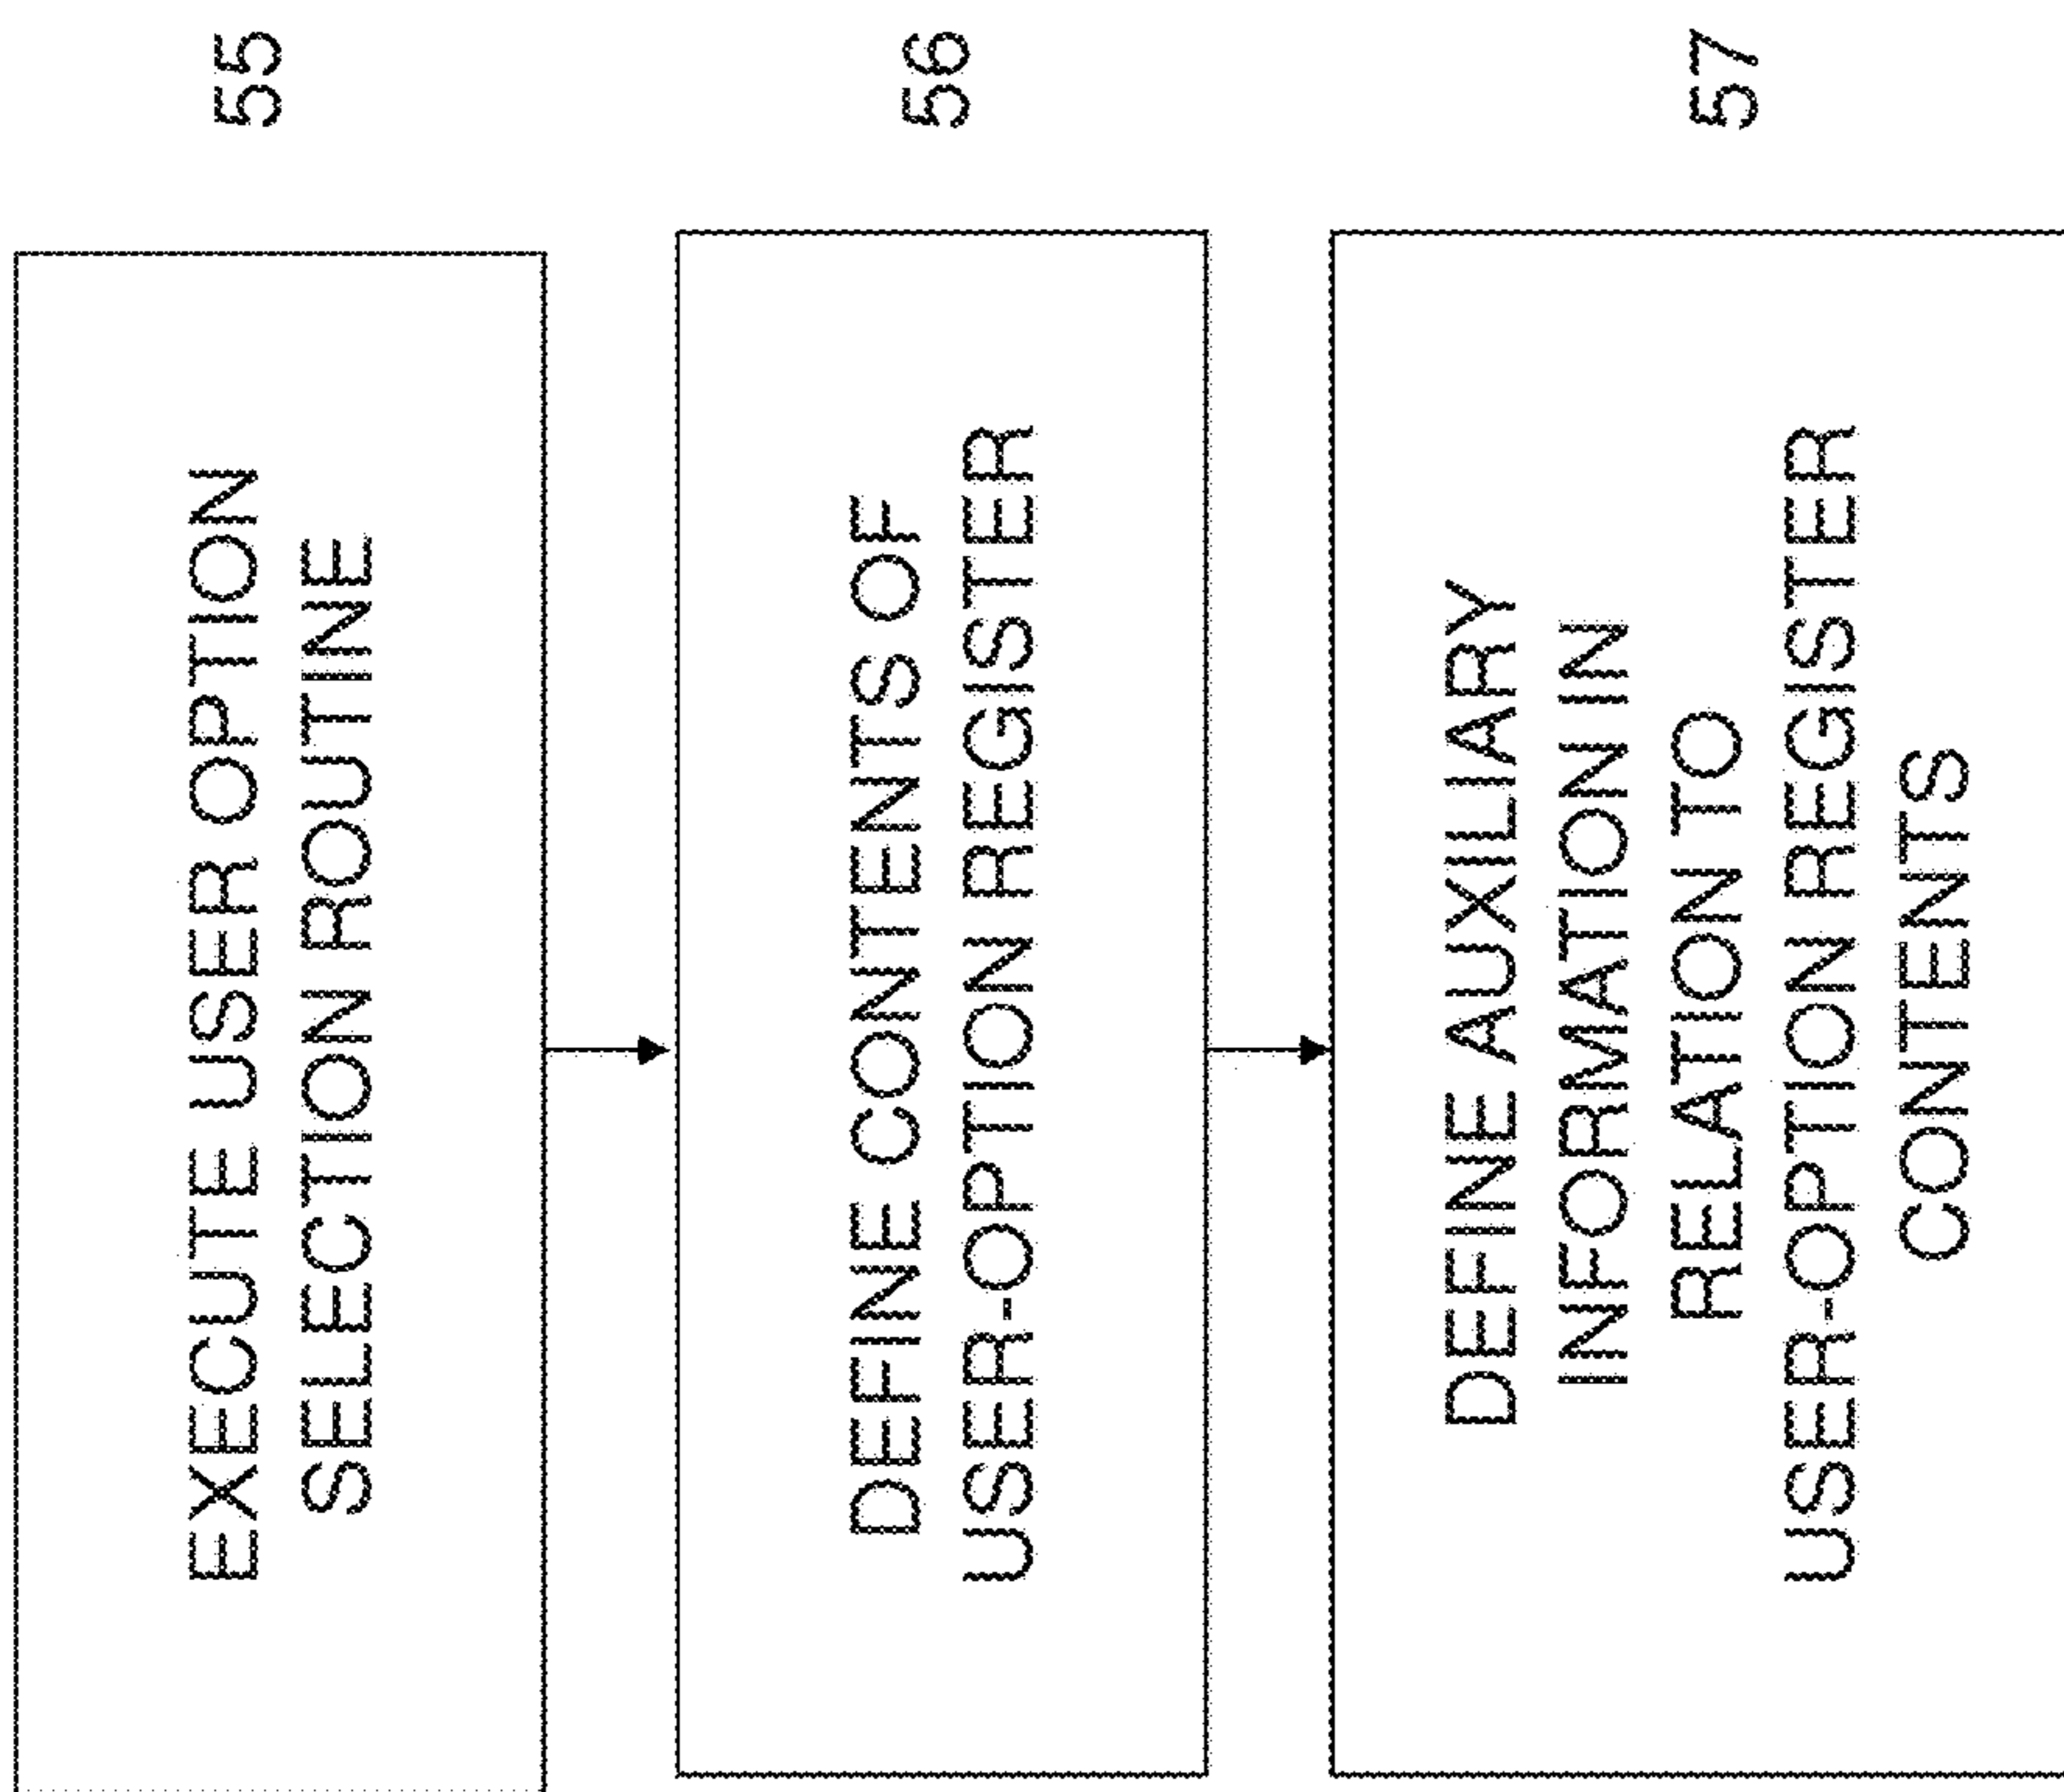 EXECUTE USER OPTION
SELECTION ROUTINE
55
DEFINE CONTENTS OF
USER-OPTION REGISTER
56
DEFINE AUXILIARY
INFORMATION IN
RELATION TO
USER-OPTION REGISTER
CONTENTS
57